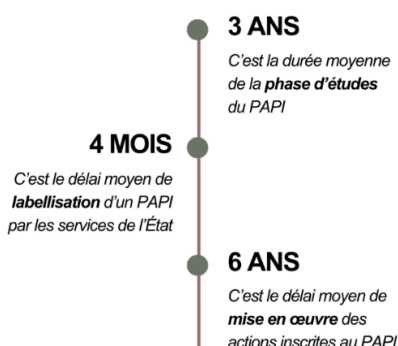 3 ANS
C'est la durée moyenne
de la phase d'études
du PAPI
4 MOIS
C'est le délai moyen de
labellisation d'un PAPI
par les services de l'État
6 ANS
C'est le délai moyen de
mise en œuvre des
actions inscrites au PAPI